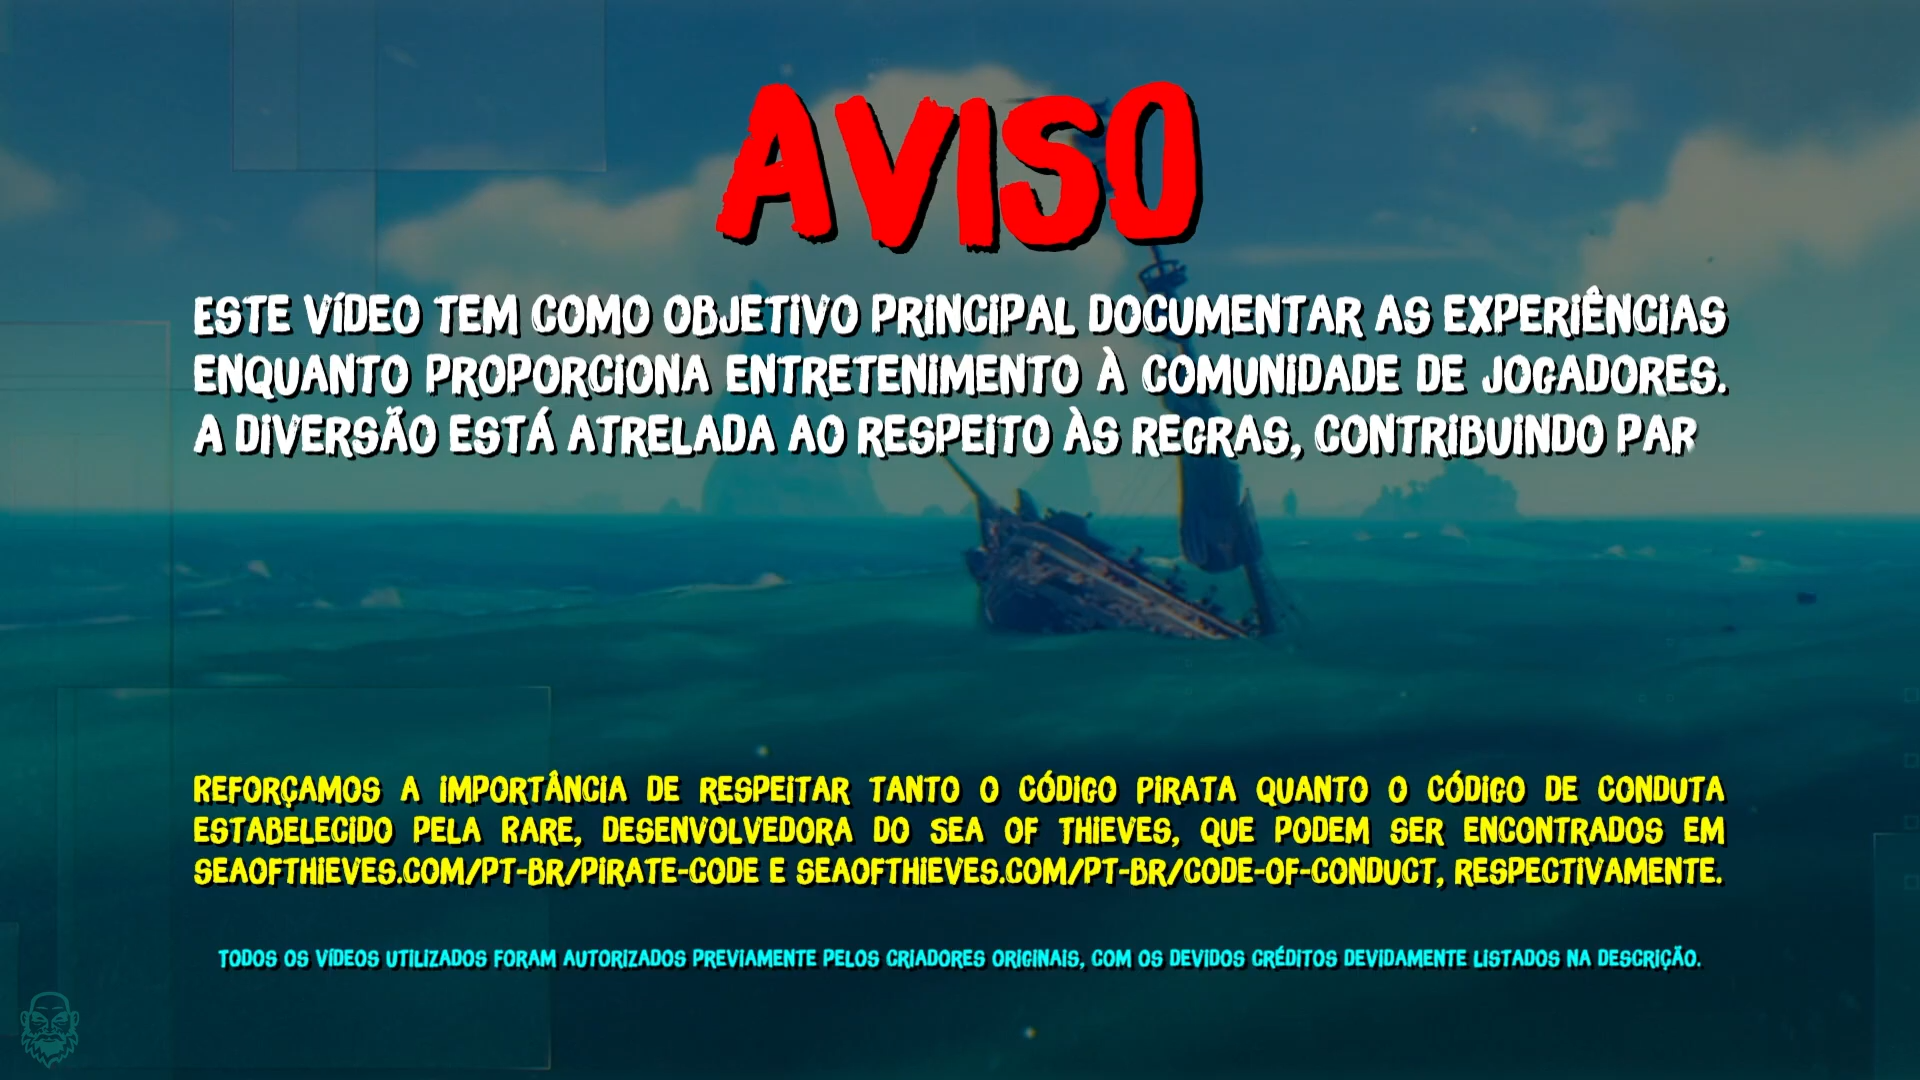 AVISO
ESTE VÍDEO TEM COMO OBJETIVO PRINCIPAL DOCUMENTAR AS EXPERIÊNCIAS
ENQUANTO PROPORCIONA ENTRETENIMENTO À COMUNIDADE DE JOGADORES.
A DIVERSÃO ESTÁ ATRELADA AO RESPEITO ÀS REGRAS, CONTRIBUINDO PAR
REFORÇAMOS A IMPORTÂNCIA DE RESPEITAR TANTO O CÓDIGO PIRATA QUANTO O CÓDIGO DE CONDUTA
ESTABELECIDO PELA RARE, DESENVOLVEDORA DO SEA OF THIEVES, QUE PODEM SER ENCONTRADOS EM
SEAOFTHIEVES.COM/PT-BR/PIRATE-CODE E SEAOFTHIEVES.COM/PT-BR/CODE-OF-CONDUCT, RESPECTIVAMENTE.
TODOS OS VÍDEOS UTILIZADOS FORAM AUTORIZADOS PREVIAMENTE PELOS CRIADORES ORIGINAIS, COM OS DEVIDOS CRÉDITOS DEVIDAMENTE LISTADOS NA DESCRIÇÃO.